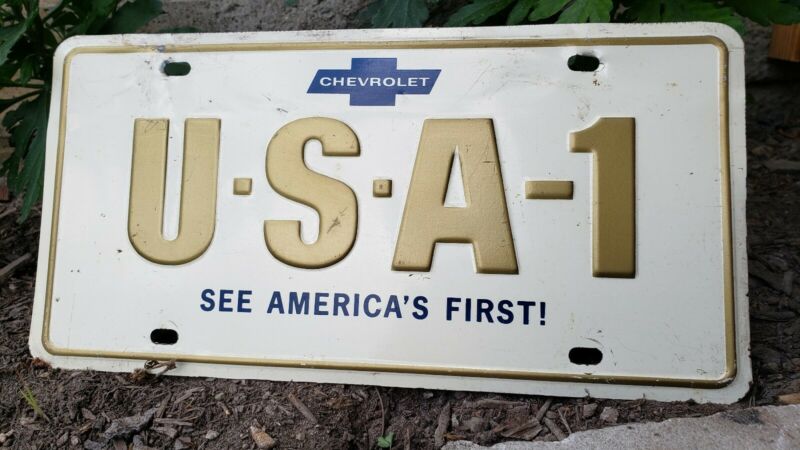 CHEVROLET
U·S·A-1
SEE AMERICA'S FIRST!